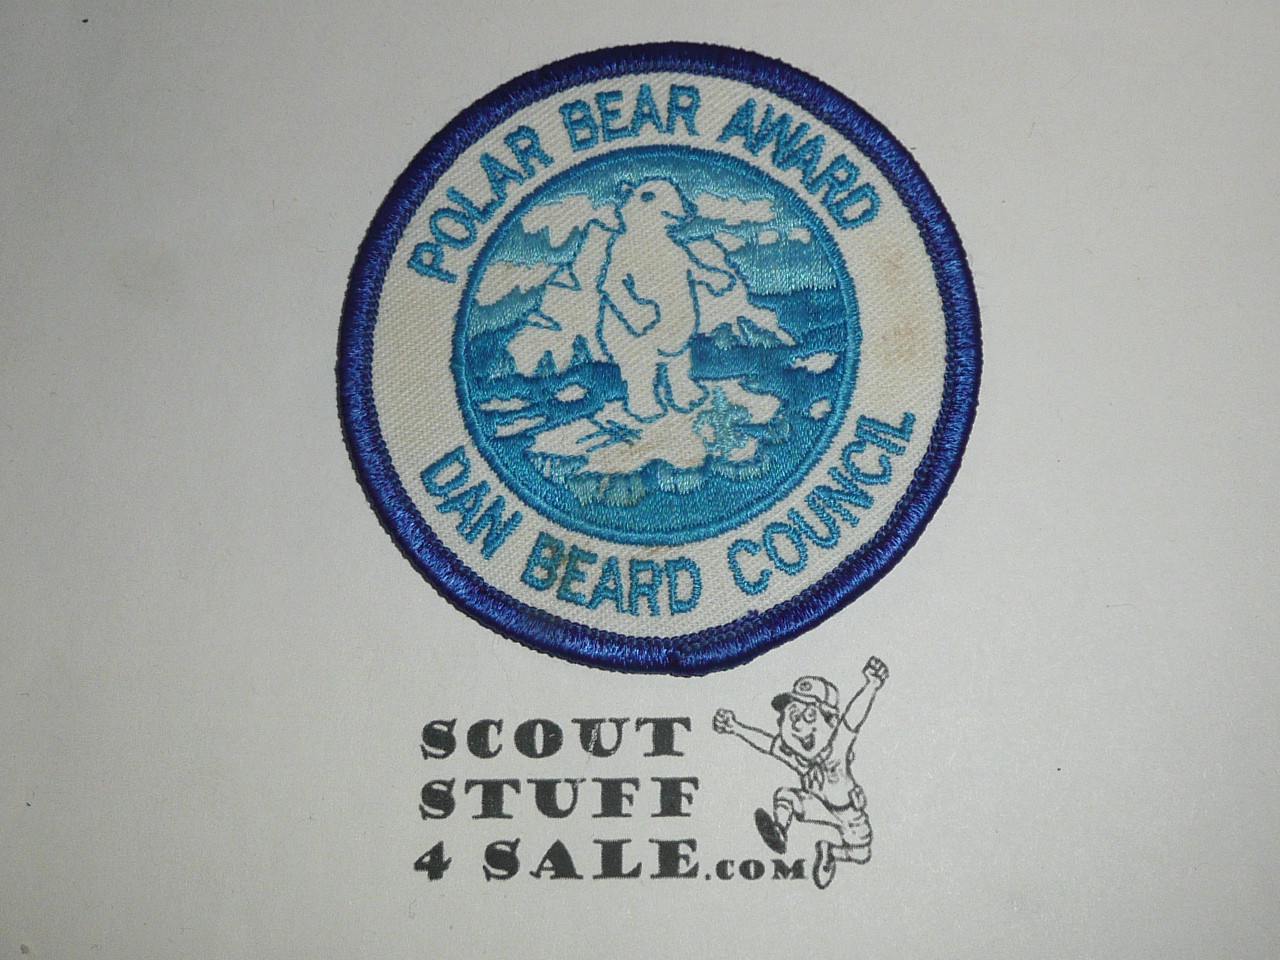 POLAR BEAR AWARD
DAN BEARD COUNCIL
SCOUT
STUFF
4 SALE.COM